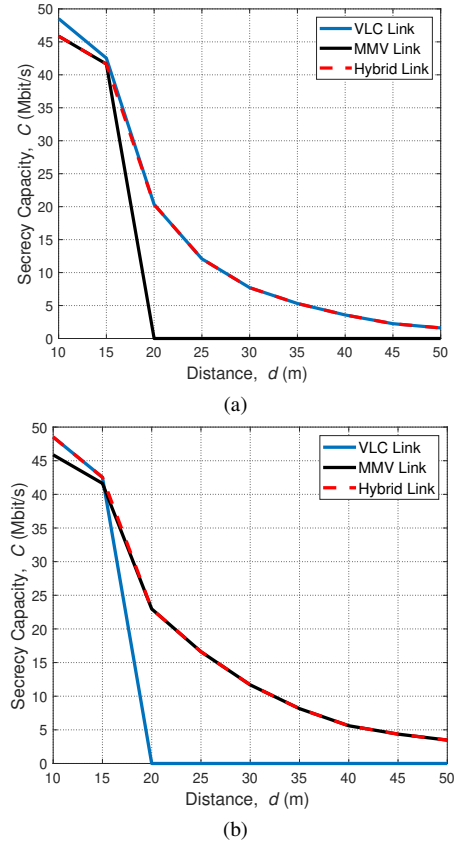 50
45
40
35
30
25
20
15
10
5
0
Secrecy Capacity, C (Mbit/s)
VLC Link
MMV Link
Hybrid Link
10 15 20 25 30 35 40 45 50
Distance, d (m)
(a)
50
45
40
35
30
25
20
15
10
5
0
Secrecy Capacity, C (Mbit/s)
VLC Link
MMV Link
Hybrid Link
10 15 20 25 30 35 40 45 50
Distance, d (m)
(b)